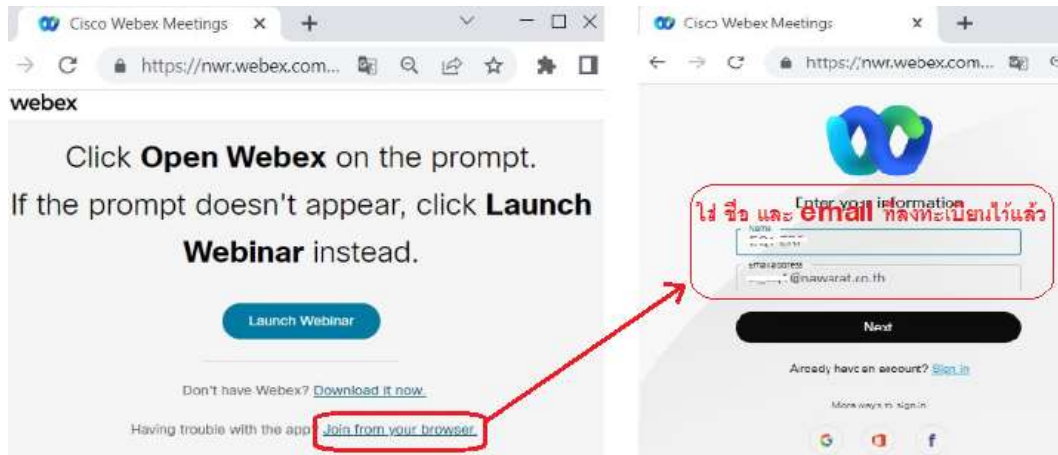 Cisco Webex Meetings
https://nwr.webex.com...
webex
Click Open Webex on the prompt.
If the prompt doesn't appear, click Launch
Webinar instead.
Launch Webinar
Don't have Webex? Download it now.
Having trouble with the app? Join from your browser.
Cisco Webex Meetings
https://nwr.webex.com...
Enter your information
ใส่ ชื่อ และ email ที่ลงทะเบียนไว้แล้ว
Name
Email address
@nawarat.co.th
Next
Already have an account? Sign in
More ways to sign in